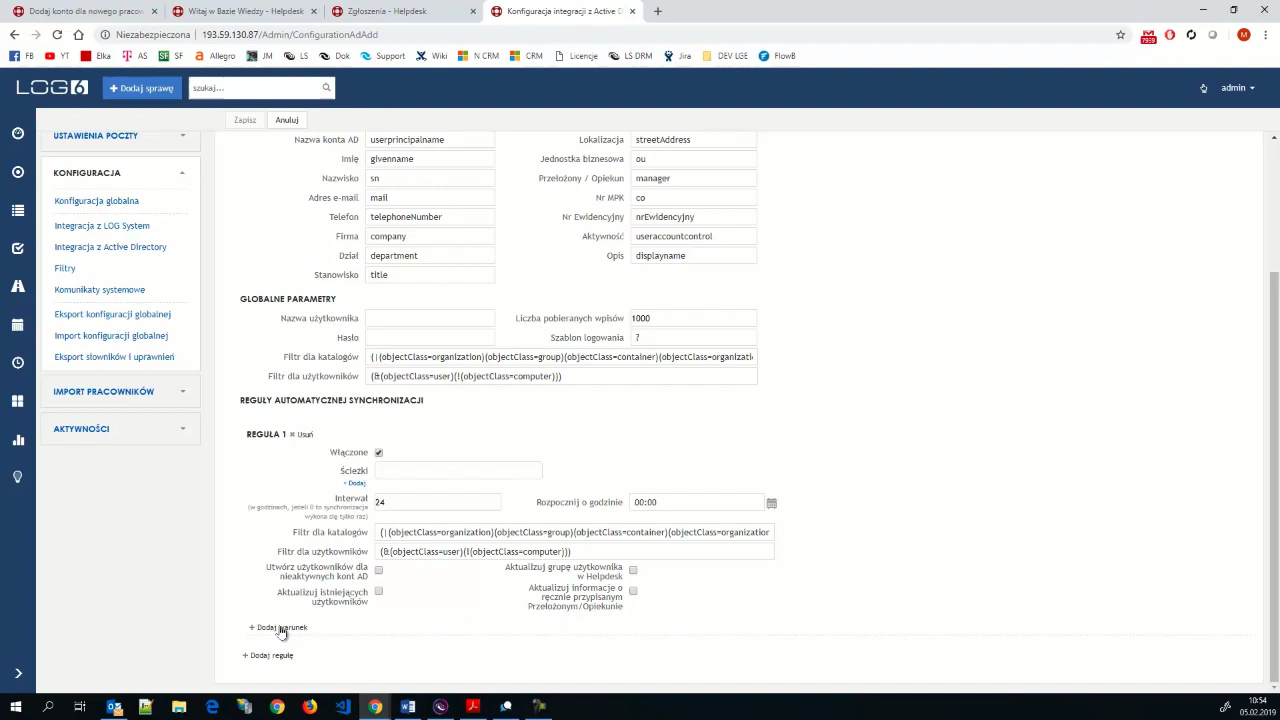 Dodaj konto dla nowego pracow
Witaj w Bazie Wiedzy - Helpdesk
Zgłoszenia - Helpdesk
Konfiguracja integracji z Active D
Niezabezpieczona | 193.59.130.87/Admin/ConfigurationAdAdd
FB YT Elka AS SF Allegro JM LS Dok Support Wiki N CRM CRM Licencje LS DRM Jira DEV LGE FlowB
LOG6 + Dodaj sprawę szukaj... admin
Zapisz Anuluj
USTAWIENIA POCZTY
KONFIGURACJA
Konfiguracja globalna
Integracja z LOG System
Integracja z Active Directory
Filtry
Komunikaty systemowe
Eksport konfiguracji globalnej
Import konfiguracji globalnej
Eksport słowników i uprawnień
IMPORT PRACOWNIKÓW
AKTYWNOŚCI
Nazwa konta AD userprincipalname Lokalizacja streetAddress
Imię givenname Jednostka biznesowa ou
Nazwisko sn Przełożony / Opiekun manager
Adres e-mail mail Nr MPK co
Telefon telephoneNumber Nr Ewidencyjny nrEwidencyjny
Firma company Aktywność useraccountcontrol
Dział department Opis displayname
Stanowisko title
GLOBALNE PARAMETRY
Nazwa użytkownika Liczba pobieranych wpisów 1000
Hasło Szablon logowania ?
Filtr dla katalogów (|(objectClass=organization)(objectClass=group)(objectClass=container)(objectClass=organizatio
Filtr dla użytkowników (&(objectClass=user)(!(objectClass=computer)))
REGUŁY AUTOMATYCZNEJ SYNCHRONIZACJI
REGUŁA 1 Usuń
Włączone
Ścieżki
+ Dodaj
Interwał 24 Rozpocznij o godzinie 00:00
(w godzinach, jeżeli 0 to synchronizacja
wykona się tylko raz)
Filtr dla katalogów (|(objectClass=organization)(objectClass=group)(objectClass=container)(objectClass=organization
Filtr dla użytkowników (&(objectClass=user)(!(objectClass=computer)))
Utwórz użytkowników dla
nieaktywnych kont AD
Aktualizuj grupę użytkownika
w Helpdesk
Aktualizuj istniejących
użytkowników
Aktualizuj informacje o
ręcznie przypisanym
Przełożonym/Opiekunie
+ Dodaj warunek
+ Dodaj regułę
10:54
05.02.2019